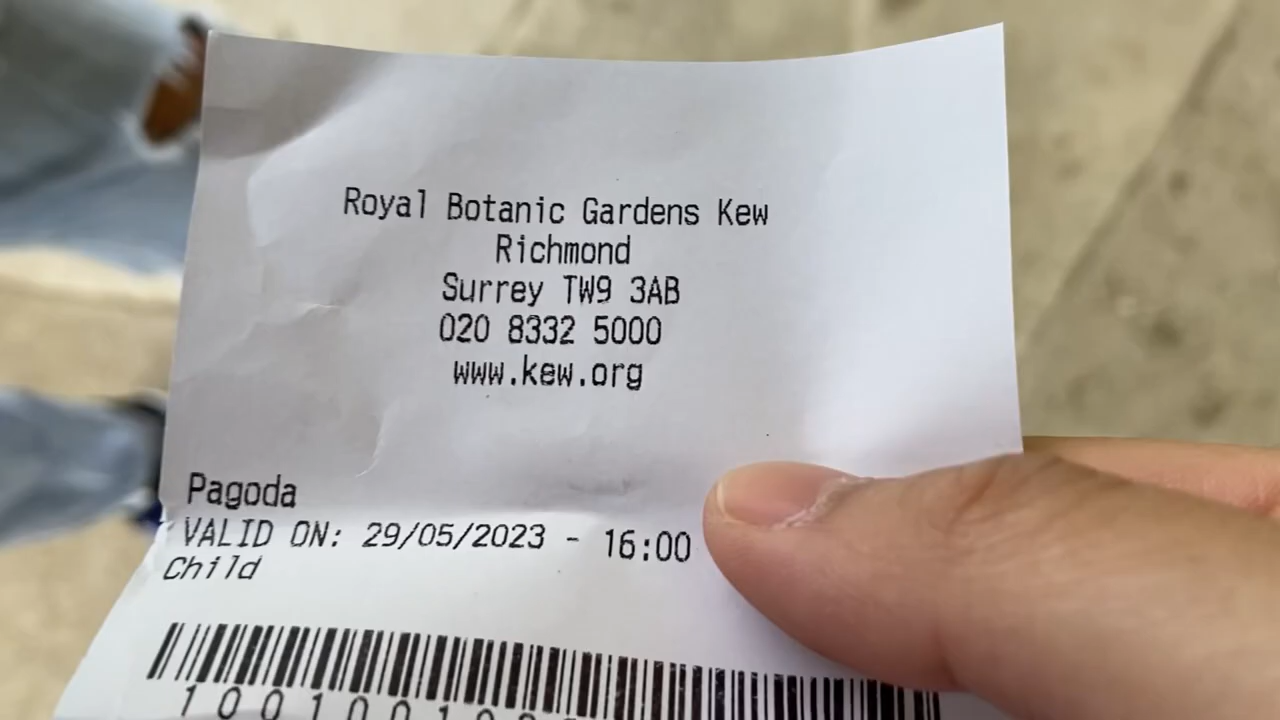 Royal Botanic Gardens Kew
Richmond
Surrey TW9 3AB
020 8332 5000
www.kew.org
Pagoda
VALID ON: 29/05/2023 - 16:00
Child